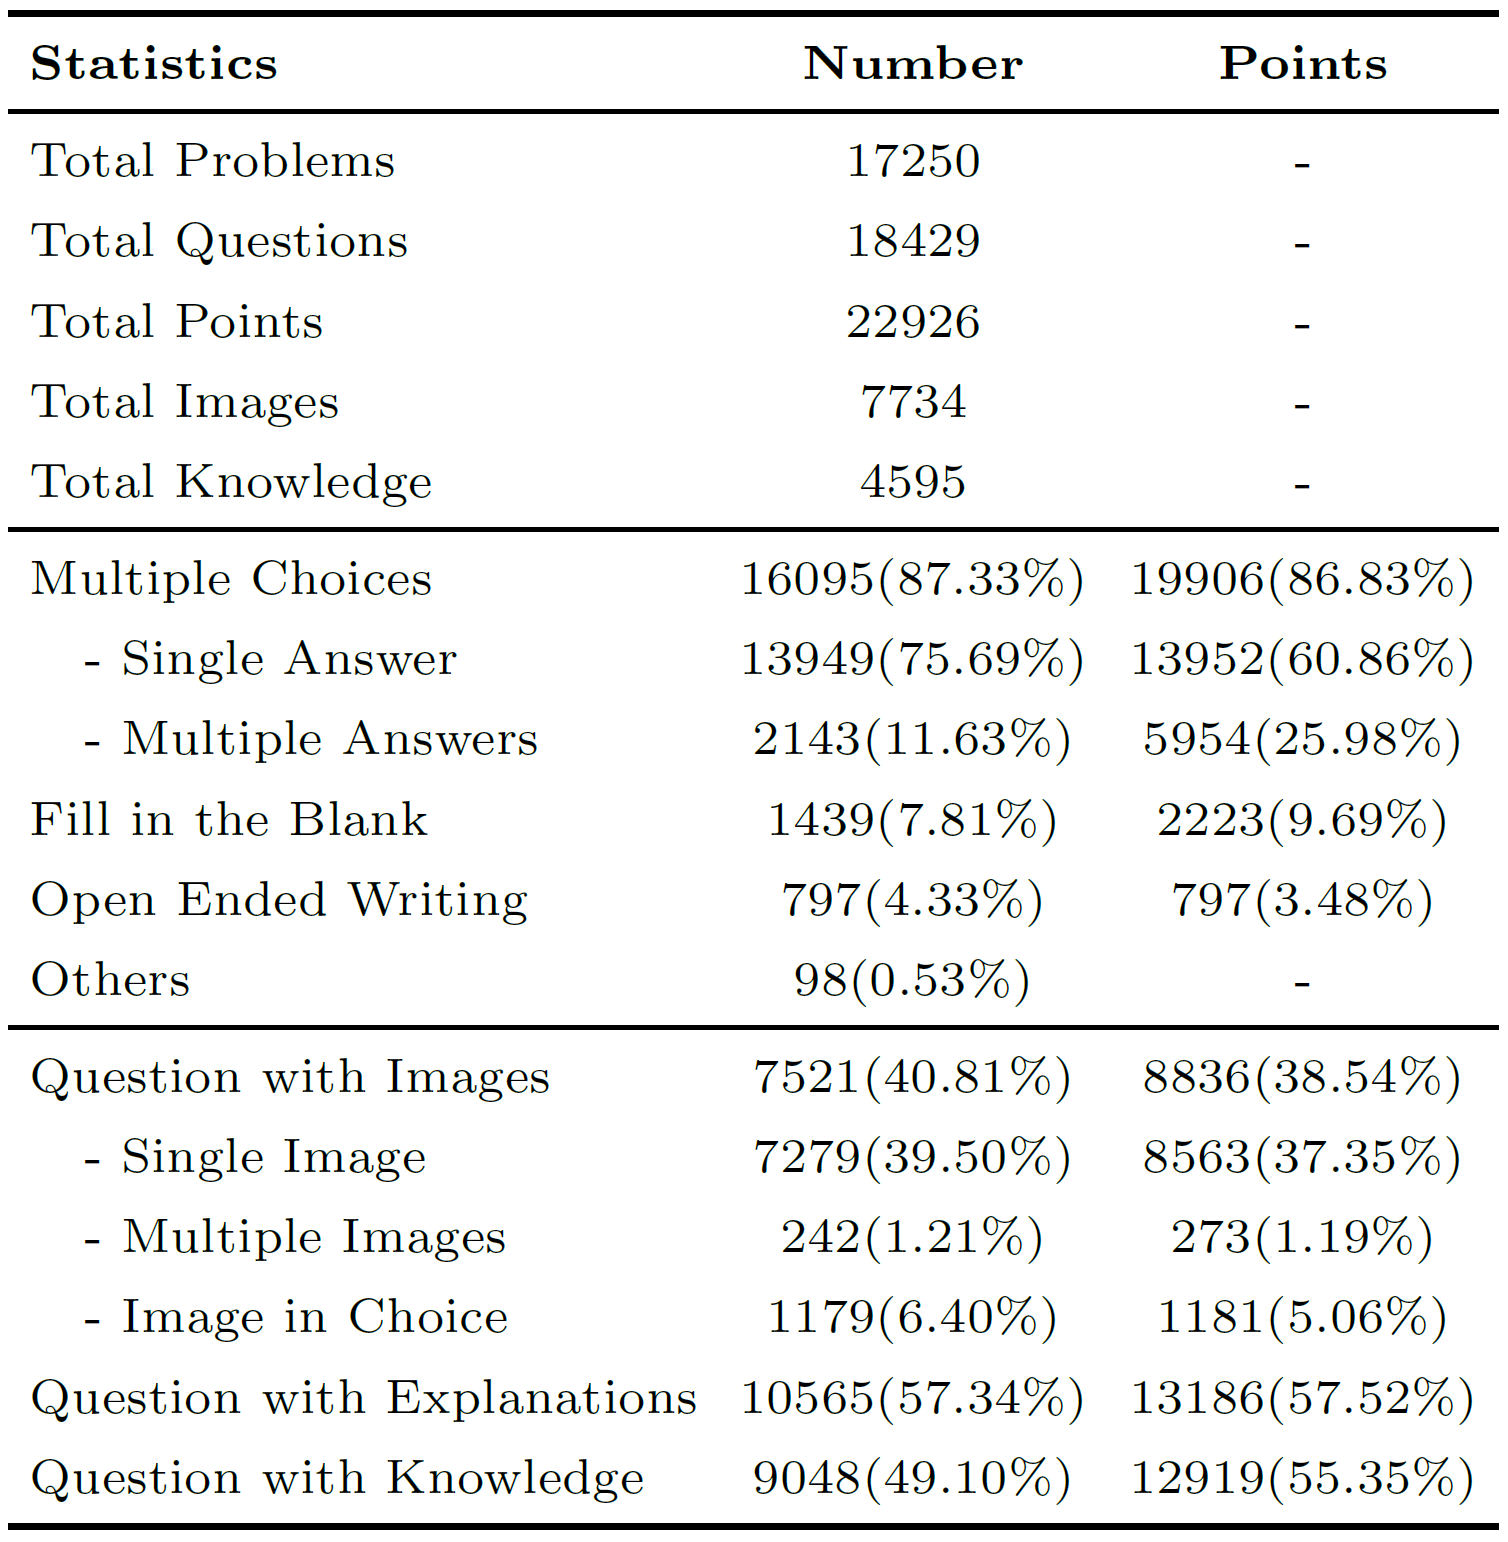 Statistics Number Points
Total Problems 17250 -
Total Questions 18429 -
Total Points 22926 -
Total Images 7734 -
Total Knowledge 4595 -
Multiple Choices 16095(87.33%) 19906(86.83%)
- Single Answer 13949(75.69%) 13952(60.86%)
- Multiple Answers 2143(11.63%) 5954(25.98%)
Fill in the Blank 1439(7.81%) 2223(9.69%)
Open Ended Writing 797(4.33%) 797(3.48%)
Others 98(0.53%) -
Question with Images 7521(40.81%) 8836(38.54%)
- Single Image 7279(39.50%) 8563(37.35%)
- Multiple Images 242(1.21%) 273(1.19%)
- Image in Choice 1179(6.40%) 1181(5.06%)
Question with Explanations 10565(57.34%) 13186(57.52%)
Question with Knowledge 9048(49.10%) 12919(55.35%)